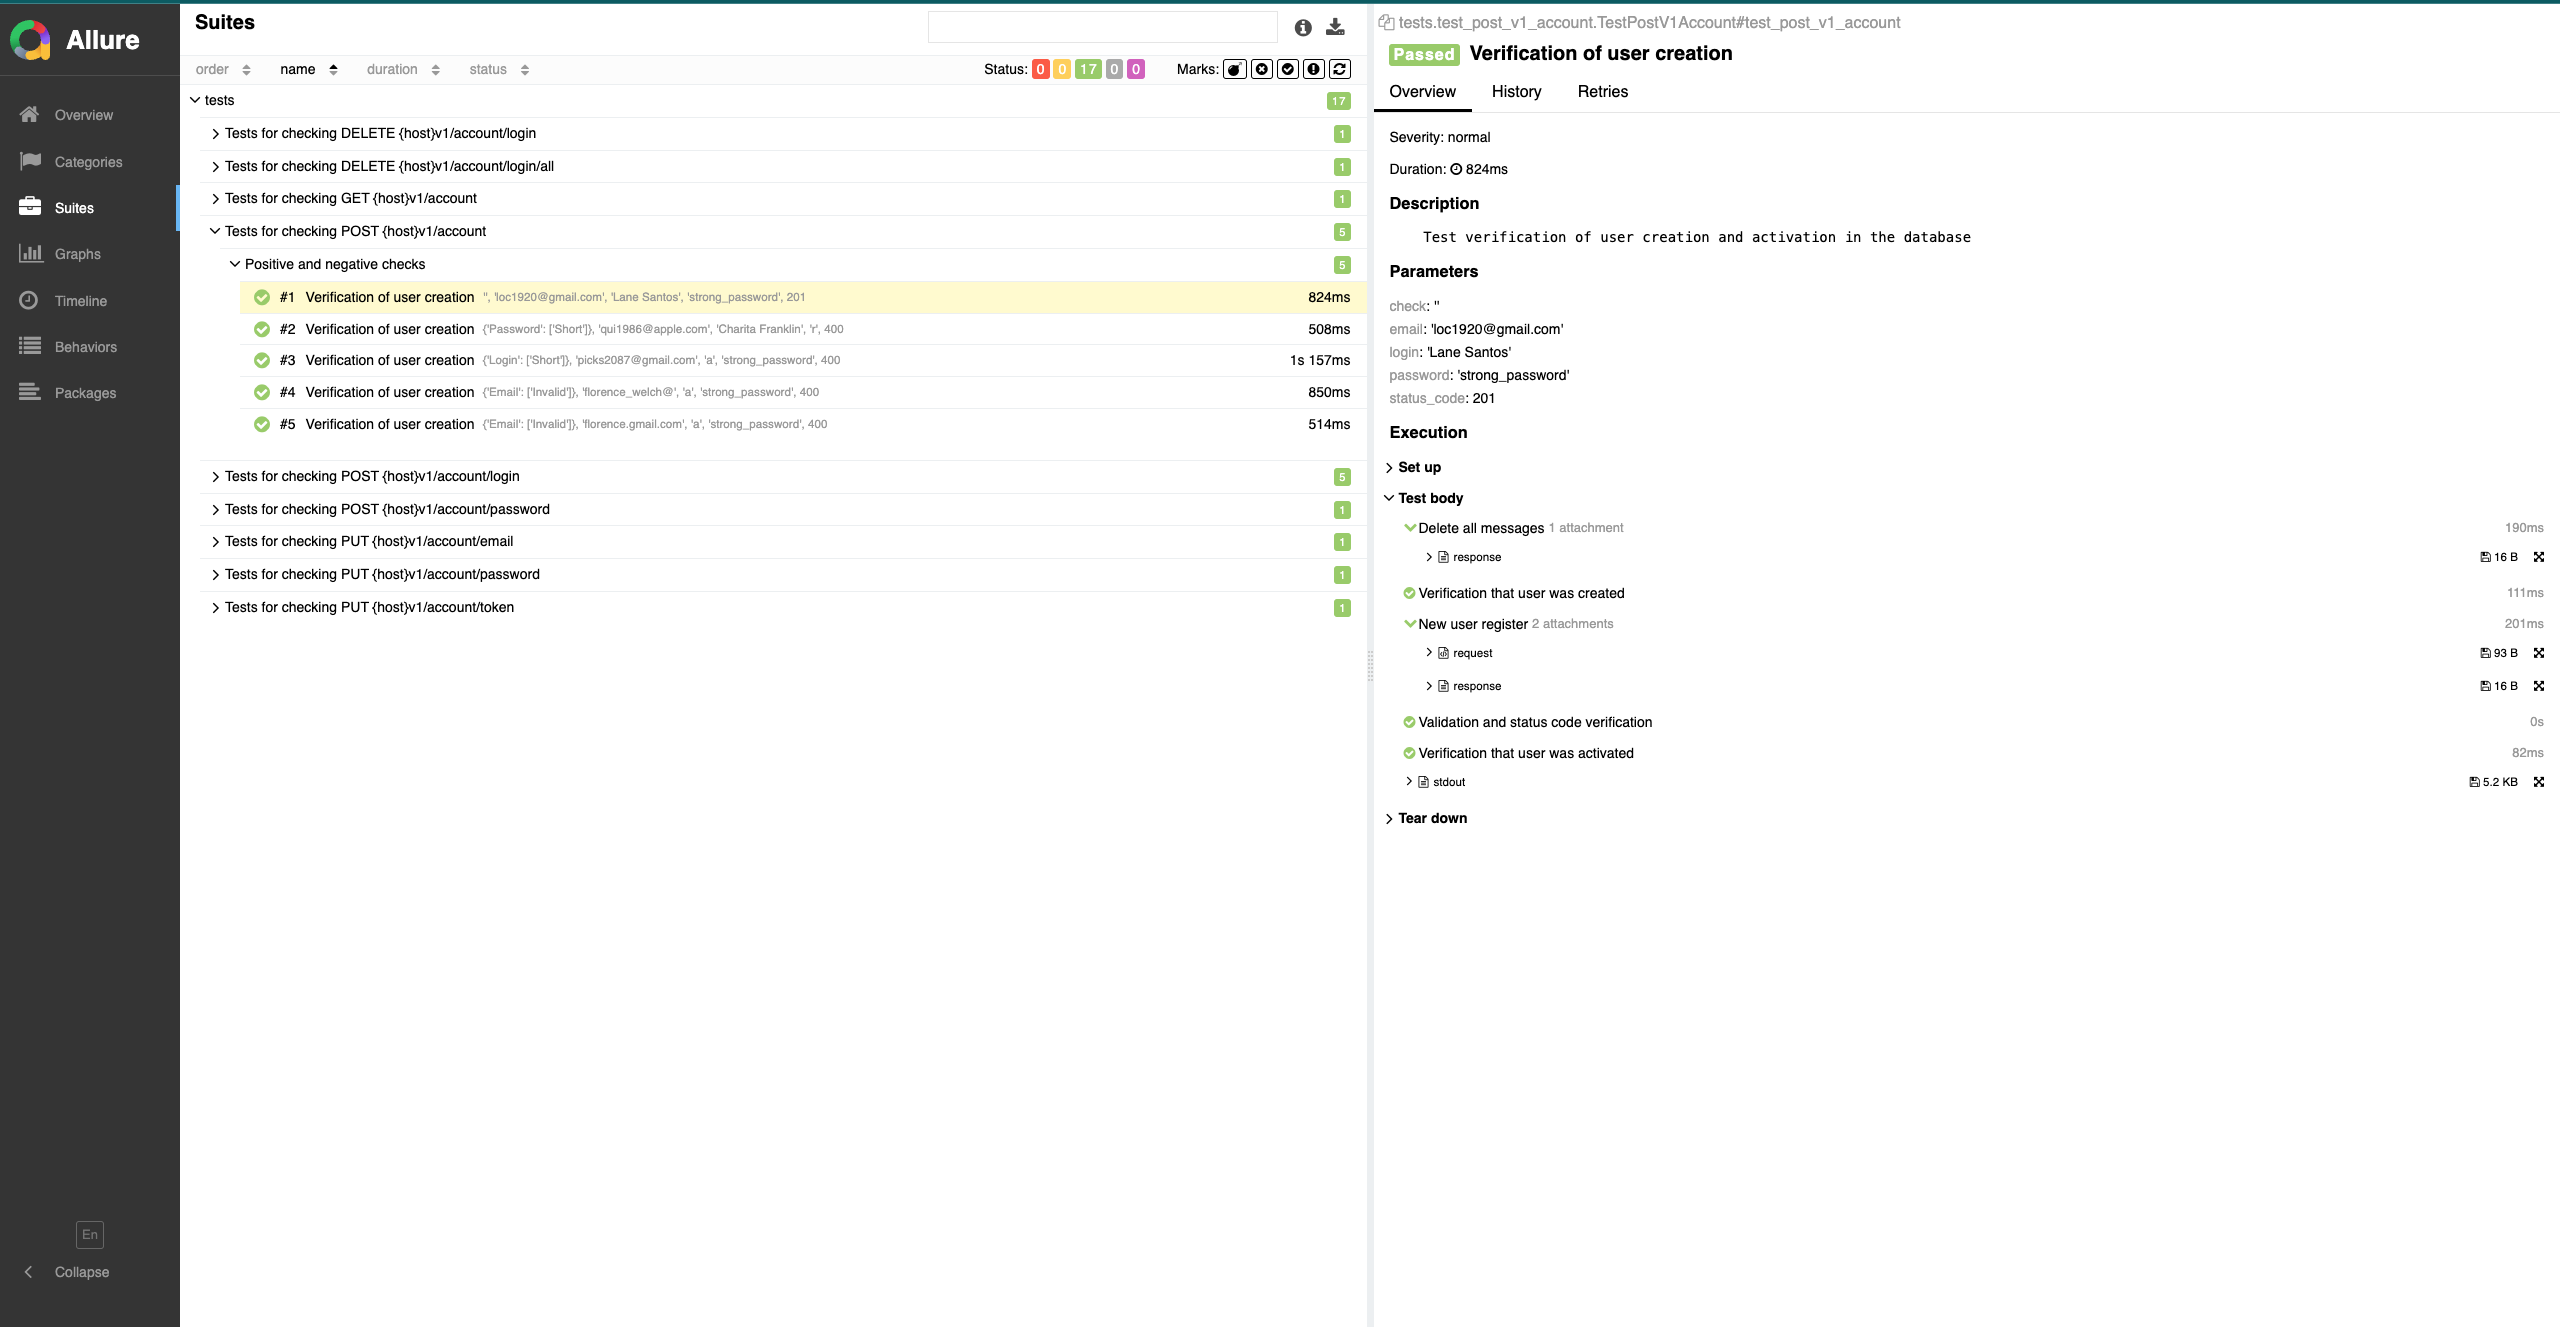 Allure
Overview
Categories
Suites
Graphs
Timeline
Behaviors
Packages
En
Collapse
Suites
order name duration status
Status: 0 0 17 0 0 Marks:
tests 17
Tests for checking DELETE {host}v1/account/login 1
Tests for checking DELETE {host}v1/account/login/all 1
Tests for checking GET {host}v1/account 1
Tests for checking POST {host}v1/account 5
Positive and negative checks 5
#1 Verification of user creation '', 'loc1920@gmail.com', 'Lane Santos', 'strong_password', 201 824ms
#2 Verification of user creation {'Password': ['Short']}, 'qui1986@apple.com', 'Charita Franklin', 'r', 400 508ms
#3 Verification of user creation {'Login': ['Short']}, 'picks2087@gmail.com', 'a', 'strong_password', 400 1s 157ms
#4 Verification of user creation {'Email': ['Invalid']}, 'florence_welch@', 'a', 'strong_password', 400 850ms
#5 Verification of user creation {'Email': ['Invalid']}, 'florence.gmail.com', 'a', 'strong_password', 400 514ms
Tests for checking POST {host}v1/account/login 5
Tests for checking POST {host}v1/account/password 1
Tests for checking PUT {host}v1/account/email 1
Tests for checking PUT {host}v1/account/password 1
Tests for checking PUT {host}v1/account/token 1
tests.test_post_v1_account.TestPostV1Account#test_post_v1_account
Passed Verification of user creation
Overview History Retries
Severity: normal
Duration: 824ms
Description
Test verification of user creation and activation in the database
Parameters
check: ''
email: 'loc1920@gmail.com'
login: 'Lane Santos'
password: 'strong_password'
status_code: 201
Execution
Set up
Test body
Delete all messages 1 attachment 190ms
response 16 B
Verification that user was created 111ms
New user register 2 attachments 201ms
request 93 B
response 16 B
Validation and status code verification 0s
Verification that user was activated 82ms
stdout 5.2 KB
Tear down